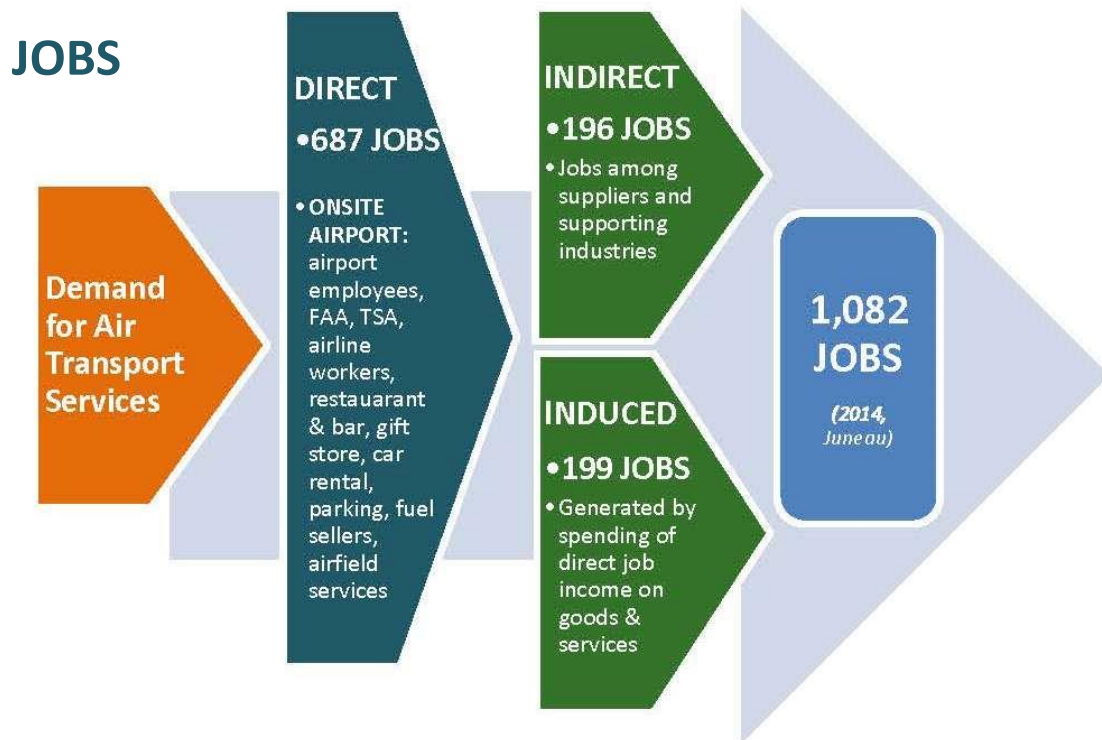 JOBS
Demand
for Air
Transport
Services
DIRECT
•687 JOBS
• ONSITE
AIRPORT:
airport
employees,
FAA, TSA,
airline
workers,
restauarant
& bar, gift
store, car
rental,
parking, fuel
sellers,
airfield
services
INDIRECT
•196 JOBS
• Jobs among
suppliers and
supporting
industries
INDUCED
•199 JOBS
• Generated by
spending of
direct job
income on
goods &
services
1,082
JOBS
(2014,
Juneau)